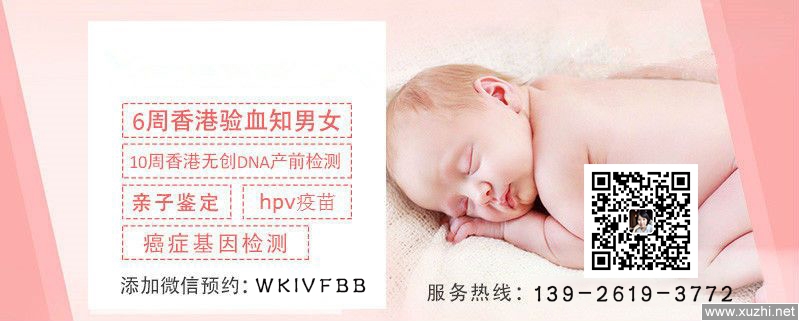 6周香港验血知男女
10周香港无创DNA产前检测
亲子鉴定
hpv疫苗
癌症基因检测
添加微信预约：WKIVFBB
服务热线：139-2619-3772
www.xuzhi.net